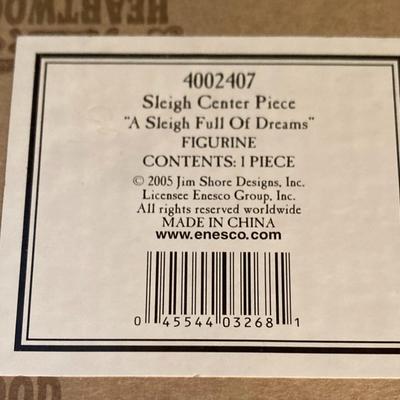 HEARTWOOD
4002407
Sleigh Center Piece
"A Sleigh Full Of Dreams"
FIGURINE
CONTENTS: 1 PIECE
© 2005 Jim Shore Designs, Inc.
Licensee Enesco Group, Inc.
All rights reserved worldwide
MADE IN CHINA
www.enesco.com
0 45544 03268 1